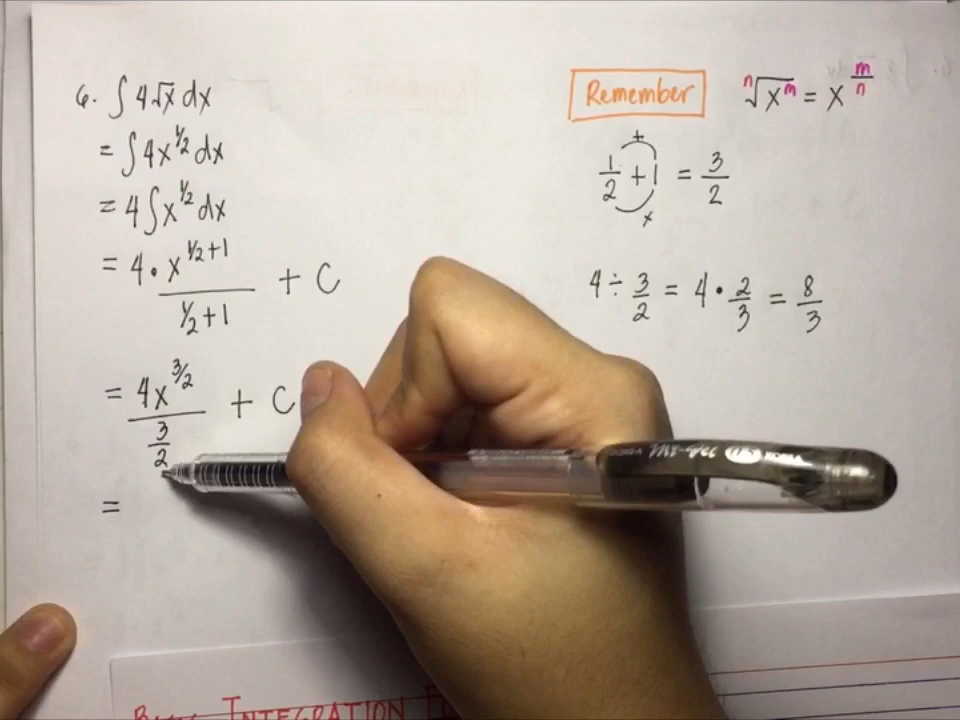 6. ∫ 4√x dx
= ∫ 4x^1/2 dx
= 4 ∫ x^1/2 dx
= 4 • x^1/2+1 / 1/2+1 + C
= 4x^3/2 / 3/2 + C
=
Remember
ⁿ√x^m = x^m/n
+
1/2 + 1 = 3/2
x
4 ÷ 3/2 = 4 • 2/3 = 8/3
INTEGRATION